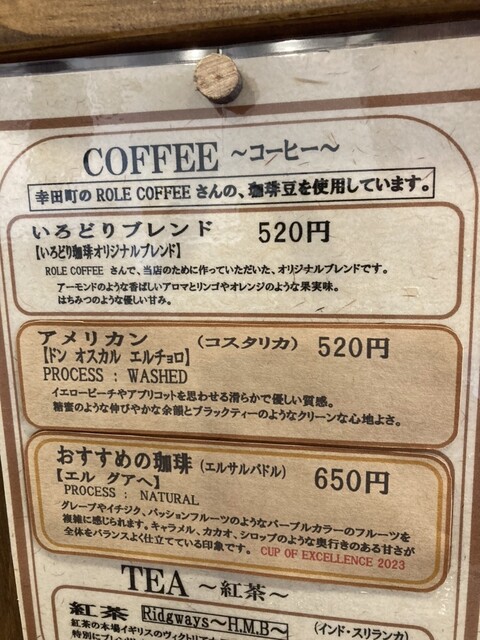 COFFEE ～コーヒー～
幸田町の ROLE COFFEE さんの、珈琲豆を使用しています。
いろどりブレンド 520円
【いろどり珈琲オリジナルブレンド】
ROLE COFFEE さんで、当店のために作っていただいた、オリジナルブレンドです。
アーモンドのような香ばしいアロマとリンゴやオレンジのような果実味。
はちみつのような優しい甘み。
アメリカン （コスタリカ） 520円
【ドン オスカル エルチョロ】
PROCESS : WASHED
イエローピーチやアプリコットを思わせる滑らかで優しい質感。
糖蜜のような伸びやかな余韻とブラックティーのようなクリーンな心地よさ。
おすすめの珈琲 （エルサルバドル） 650円
【エル グアへ】
PROCESS : NATURAL
グレープやイチジク、パッションフルーツのようなパープルカラーのフルーツを
複雑に感じられます。キャラメル、カカオ、シロップのような奥行きのある甘さが
全体をバランスよく仕立てている印象です。 CUP OF EXCELLENCE 2023
TEA ～紅茶～
紅茶 Ridgways～H.M.B～ （インド・スリランカ）
紅茶の本場イギリスのヴィクトリア